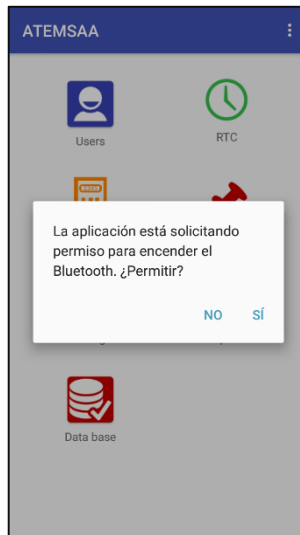 ATEMSAA
Users
RTC
La aplicación está solicitando
permiso para encender el
Bluetooth. ¿Permitir?
NO
SÍ
Data base